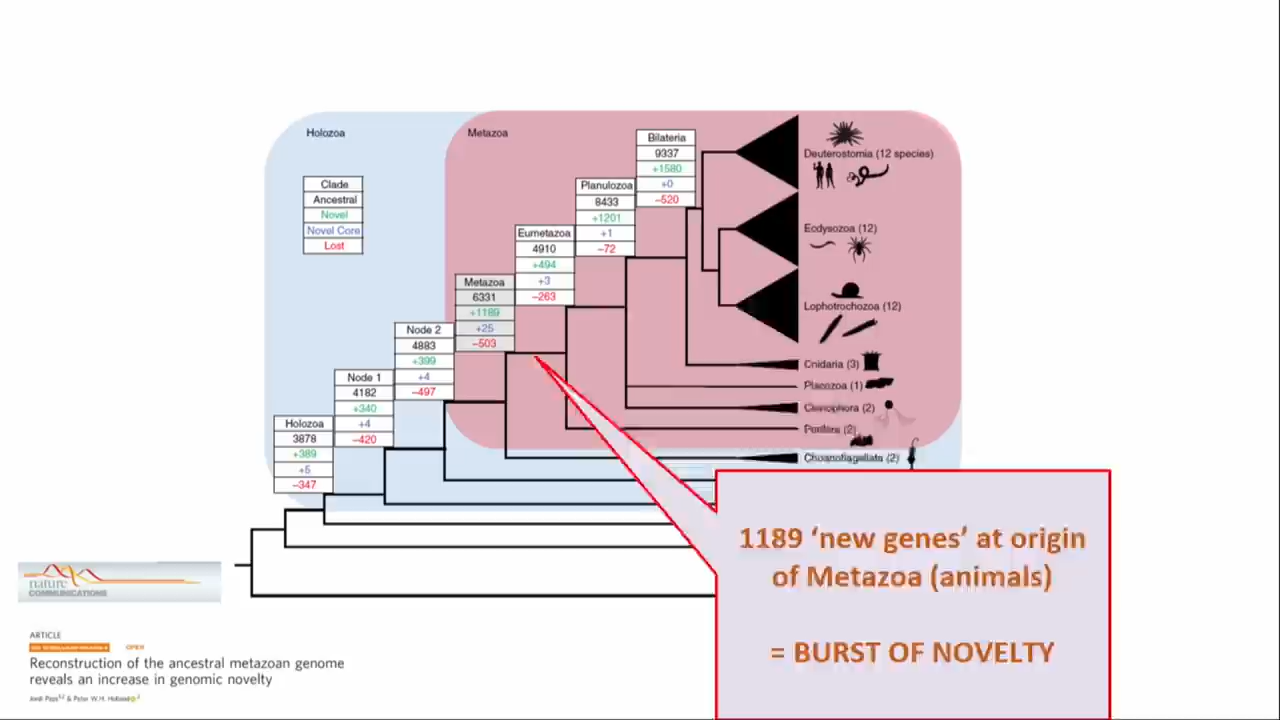 Holozoa
Metazoa
Clade
Ancestral
Novel
Novel Core
Lost
Bilateria
9337
+1580
+0
−520
Planulozoa
8433
+1201
+1
−72
Eumetazoa
4910
+494
+3
−263
Metazoa
6331
+1189
+25
−503
Node 2
4883
+399
+4
−497
Node 1
4182
+340
+4
−420
Holozoa
3878
+389
+5
−347
Deuterostomia (12 species)
Ecdysozoa (12)
Lophotrochozoa (12)
Cnidaria (3)
Placozoa (1)
Ctenophora (2)
Porifera (2)
Choanoflagellata (2)
1189 ‘new genes’ at origin
of Metazoa (animals)
= BURST OF NOVELTY
nature
COMMUNICATIONS
ARTICLE
OPEN
Reconstruction of the ancestral metazoan genome
reveals an increase in genomic novelty
Jordi Paps & Peter W.H. Holland